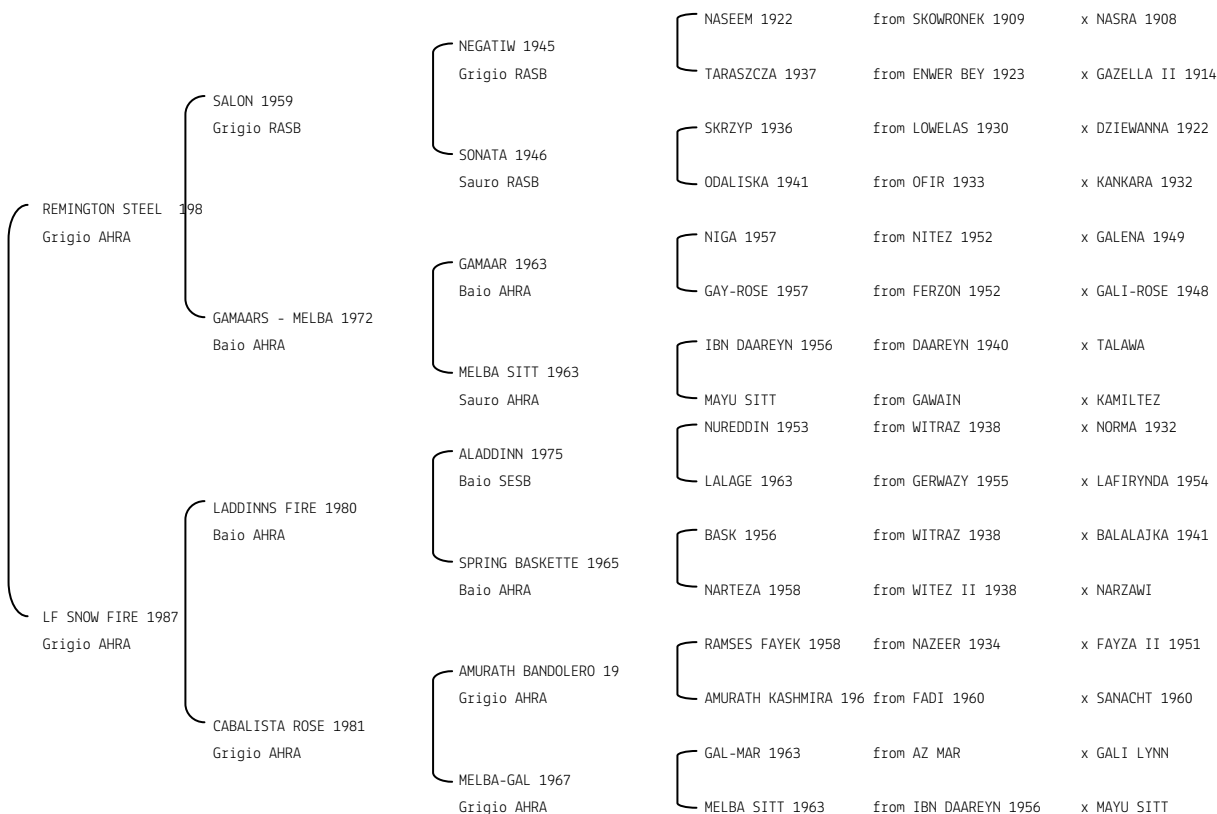 NASEEM 1922 from SKOWRONEK 1909 x NASRA 1908
NEGATIW 1945
Grigio RASB
TARASZCZA 1937 from ENWER BEY 1923 x GAZELLA II 1914
SALON 1959
Grigio RASB
SKRZYP 1936 from LOWELAS 1930 x DZIEWANNA 1922
SONATA 1946
Sauro RASB
ODALISKA 1941 from OFIR 1933 x KANKARA 1932
REMINGTON STEEL 198
Grigio AHRA
NIGA 1957 from NITEZ 1952 x GALENA 1949
GAMAAR 1963
Baio AHRA
GAY-ROSE 1957 from FERZON 1952 x GALI-ROSE 1948
GAMAARS - MELBA 1972
Baio AHRA
IBN DAAREYN 1956 from DAAREYN 1940 x TALAWA
MELBA SITT 1963
Sauro AHRA
MAYU SITT from GAWAIN x KAMILTEZ
NUREDDIN 1953 from WITRAZ 1938 x NORMA 1932
ALADDINN 1975
Baio SESB
LALAGE 1963 from GERWAZY 1955 x LAFIRYNDA 1954
LADDINNS FIRE 1980
Baio AHRA
BASK 1956 from WITRAZ 1938 x BALALAJKA 1941
SPRING BASKETTE 1965
Baio AHRA
NARTEZA 1958 from WITEZ II 1938 x NARZAWI
LF SNOW FIRE 1987
Grigio AHRA
RAMSES FAYEK 1958 from NAZEER 1934 x FAYZA II 1951
AMURATH BANDOLERO 19
Grigio AHRA
AMURATH KASHMIRA 196 from FADI 1960 x SANACHT 1960
CABALISTA ROSE 1981
Grigio AHRA
GAL-MAR 1963 from AZ MAR x GALI LYNN
MELBA-GAL 1967
Grigio AHRA
MELBA SITT 1963 from IBN DAAREYN 1956 x MAYU SITT